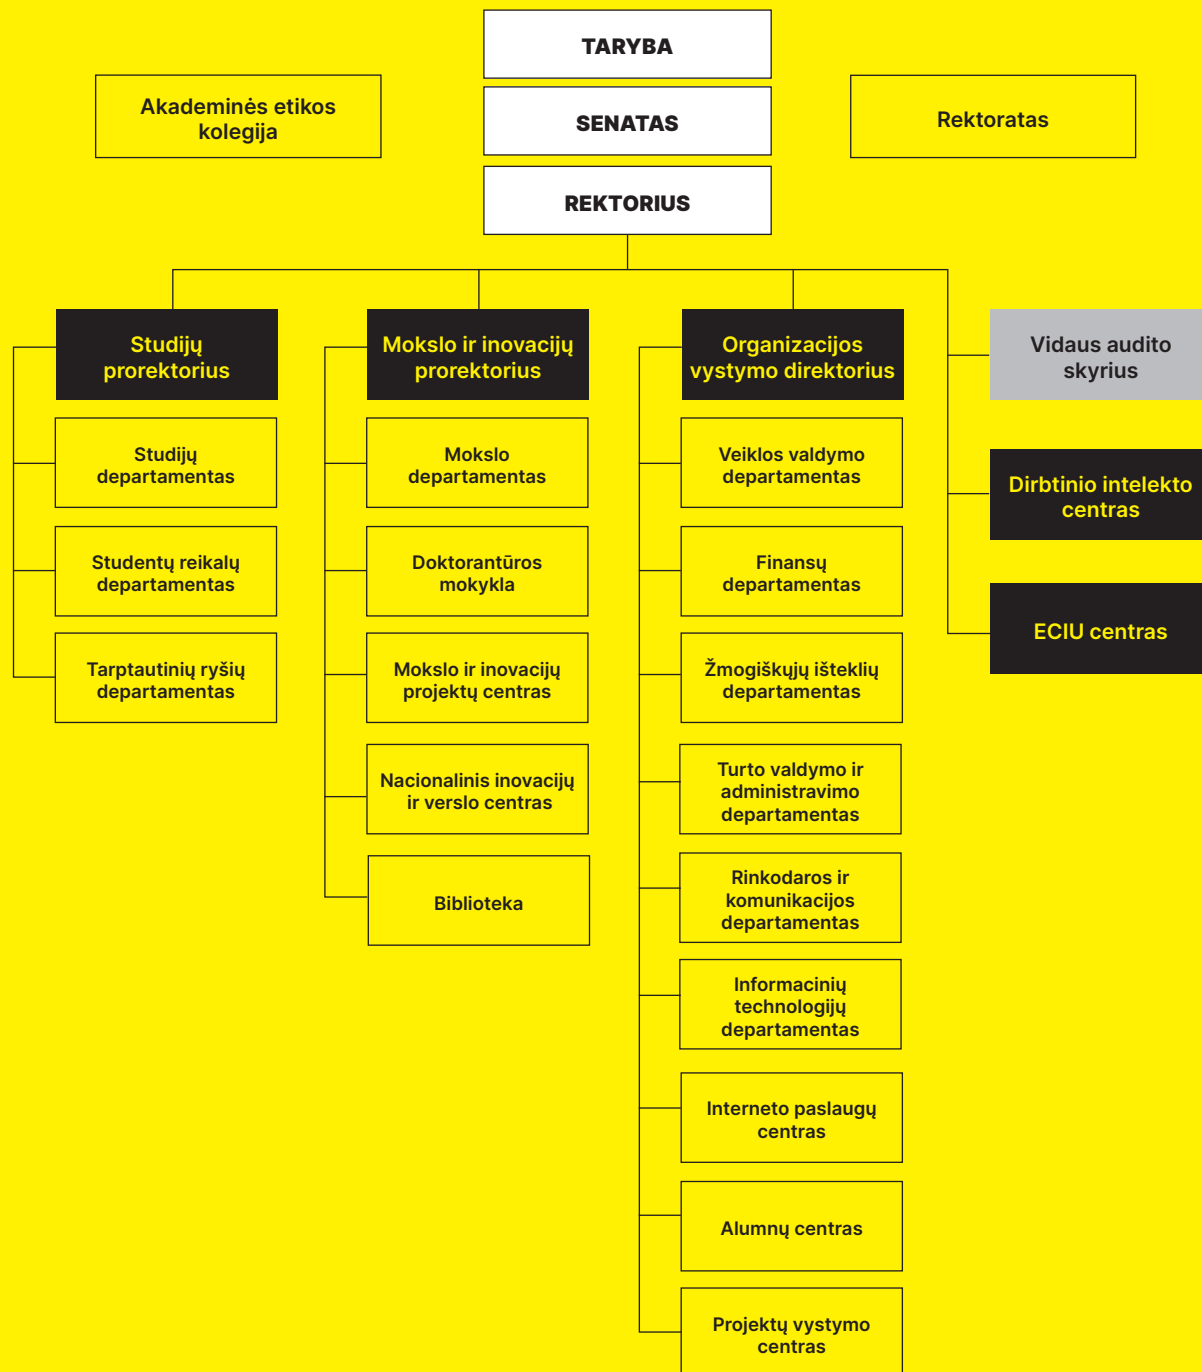 TARYBA
Akademinės etikos
kolegija
SENATAS
Rektoratas
REKTORIUS
Studijų
prorektorius
Studijų
departamentas
Studentų reikalų
departamentas
Tarptautinių ryšių
departamentas
Mokslo ir inovacijų
prorektorius
Mokslo
departamentas
Doktorantūros
mokykla
Mokslo ir inovacijų
projektų centras
Nacionalinis inovacijų
ir verslo centras
Biblioteka
Organizacijos
vystymo direktorius
Veiklos valdymo
departamentas
Finansų
departamentas
Žmogiškųjų išteklių
departamentas
Turto valdymo ir
administravimo
departamentas
Rinkodaros ir
komunikacijos
departamentas
Informacinių
technologijų
departamentas
Interneto paslaugų
centras
Alumnų centras
Projektų vystymo
centras
Vidaus audito
skyrius
Dirbtinio intelekto
centras
ECIU centras